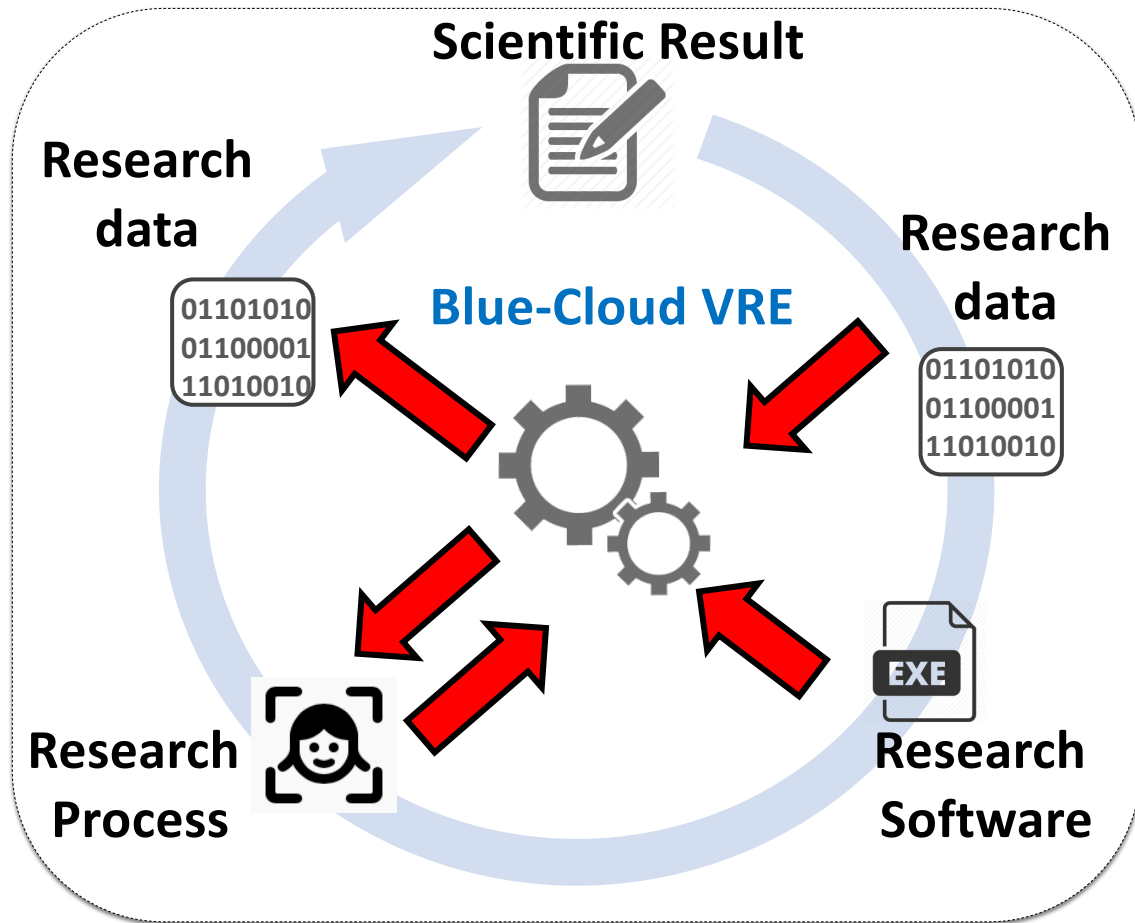 Scientific Result
Research
data
01101010
01100001
11010010
Blue-Cloud VRE
Research
data
01101010
01100001
11010010
Research
Process
EXE
Research
Software